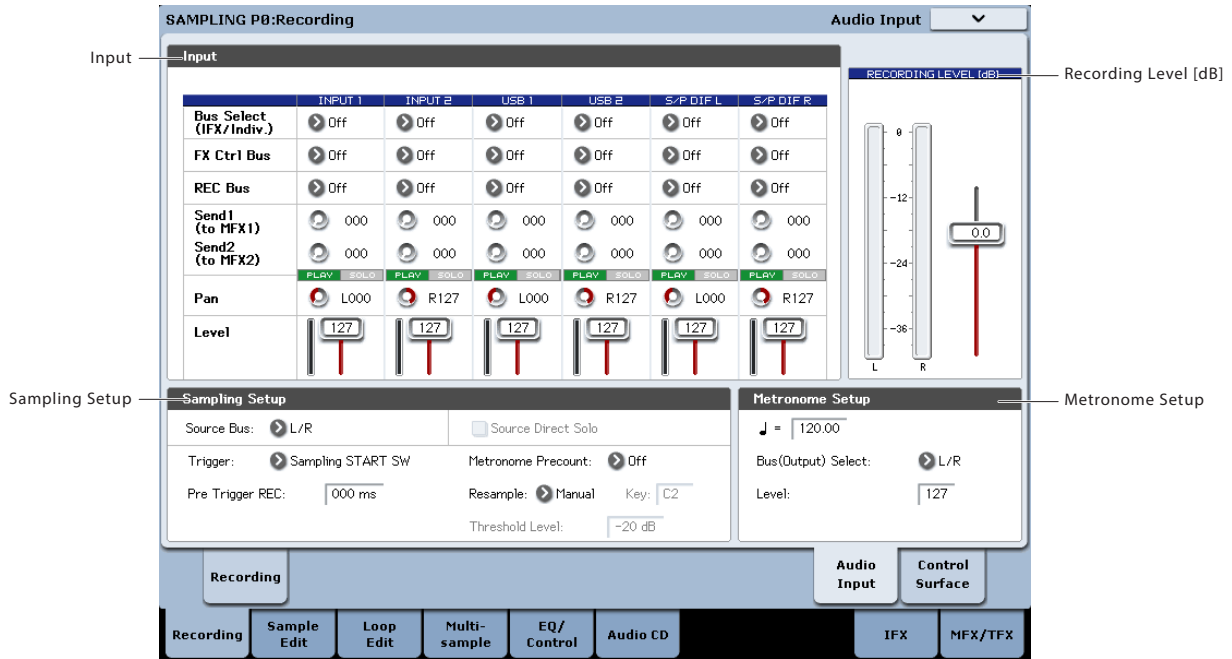 SAMPLING P0:Recording
Audio Input
Input
Input
RECORDING LEVEL (dB)
Recording Level [dB]
INPUT 1 INPUT 2 USB 1 USB 2 S/P DIF L S/P DIF R
Bus Select
(IFX/Indiv.)
Off Off Off Off Off Off
FX Ctrl Bus Off Off Off Off Off Off
REC Bus Off Off Off Off Off Off
Send1
(to MFX1)
000 000 000 000 000 000
Send2
(to MFX2)
000 000 000 000 000 000
PLAY SOLO PLAY SOLO PLAY SOLO PLAY SOLO PLAY SOLO PLAY SOLO
Pan L000 R127 L000 R127 L000 R127
Level 127 127 127 127 127 127
0
-12
-24
-36
L R
0.0
Sampling Setup
Sampling Setup
Source Bus: L/R
Source Direct Solo
Trigger: Sampling START SW
Metronome Precount: Off
Pre Trigger REC: 000 ms
Resample: Manual Key: C2
Threshold Level: -20 dB
Metronome Setup
Metronome Setup
♩ = 120.00
Bus(Output) Select: L/R
Level: 127
Recording
Audio
Input
Control
Surface
Recording
Sample
Edit
Loop
Edit
Multi-
sample
EQ/
Control
Audio CD
IFX
MFX/TFX